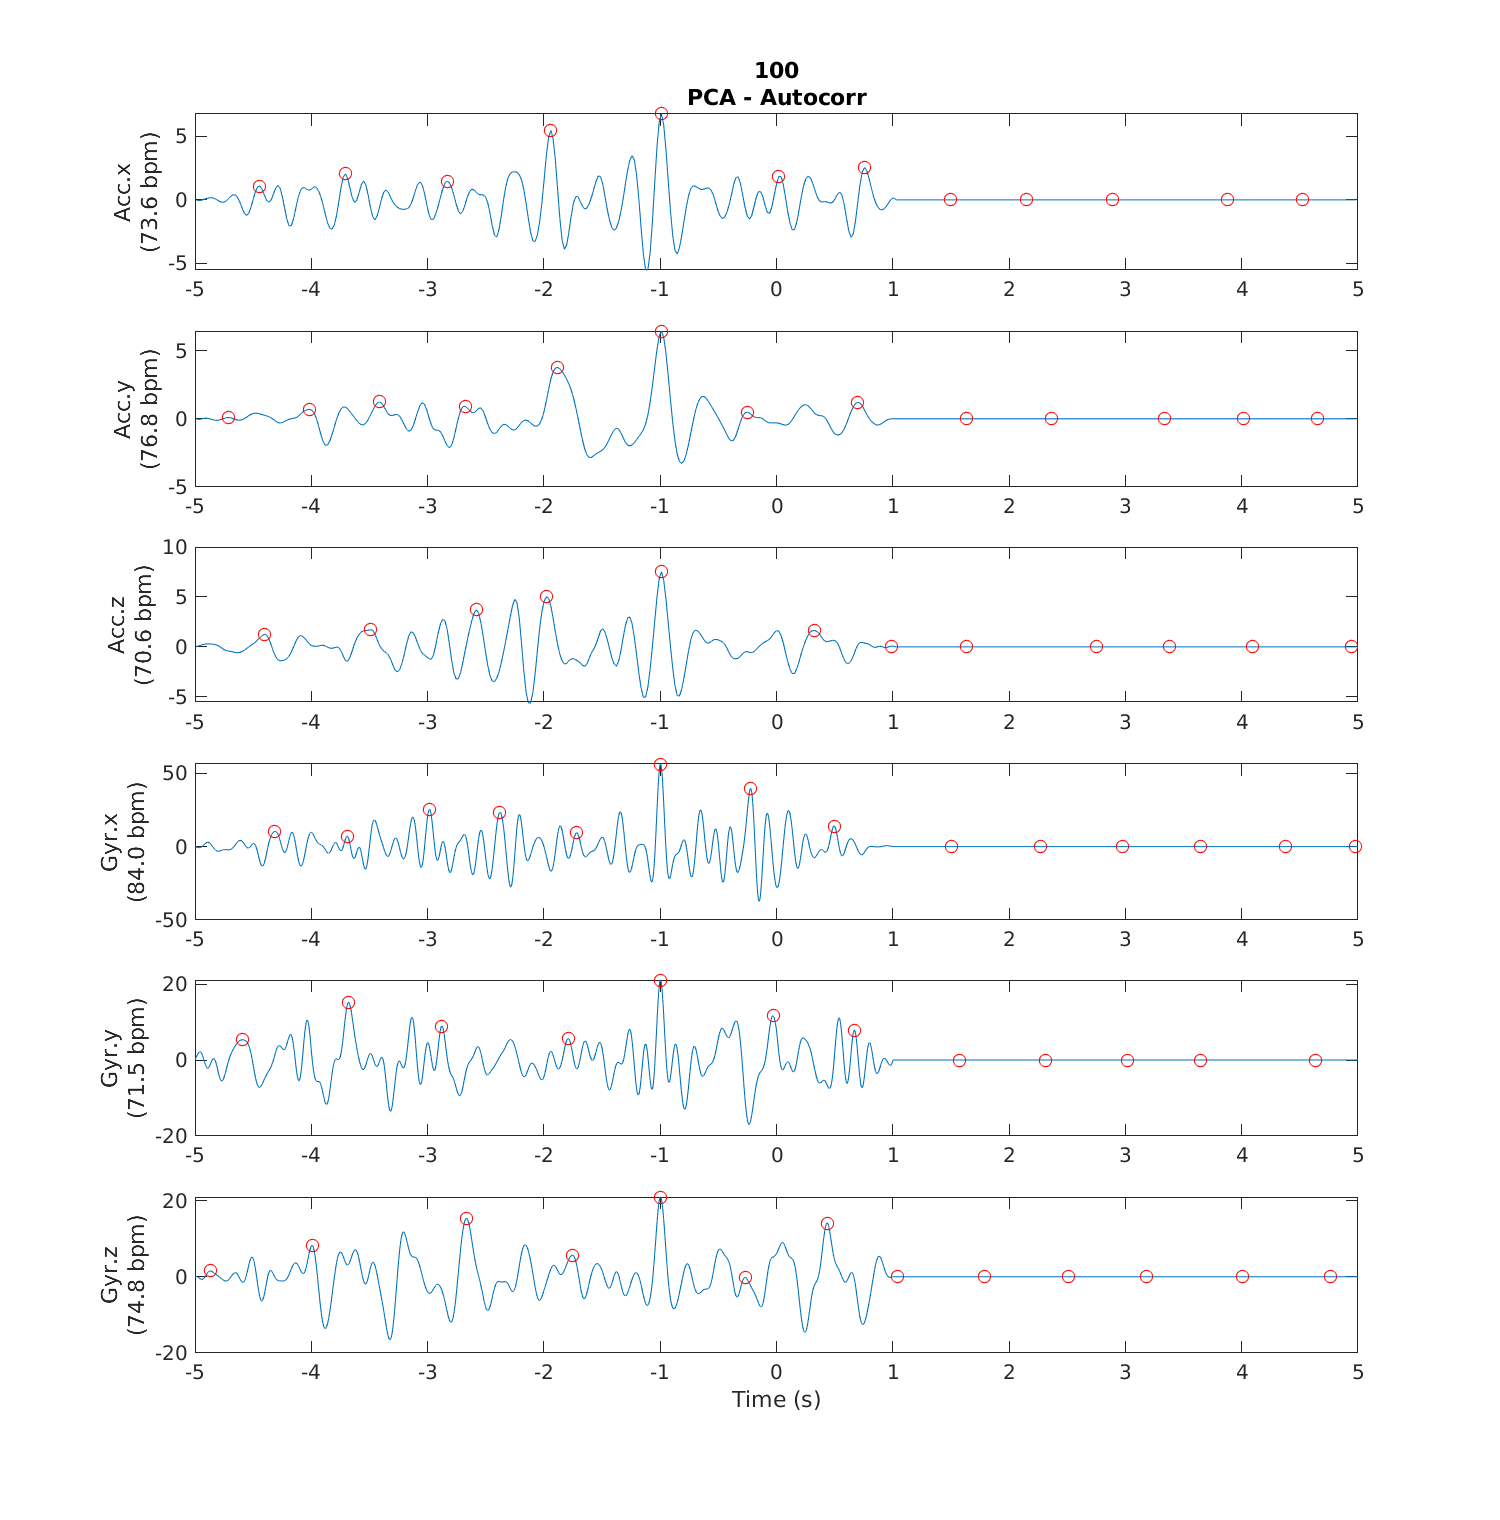 100
PCA - Autocorr
Acc.x
(73.6 bpm)
5
0
-5
-5 -4 -3 -2 -1 0 1 2 3 4 5
Acc.y
(76.8 bpm)
5
0
-5
-5 -4 -3 -2 -1 0 1 2 3 4 5
Acc.z
(70.6 bpm)
10
5
0
-5
-5 -4 -3 -2 -1 0 1 2 3 4 5
Gyr.x
(84.0 bpm)
50
0
-50
-5 -4 -3 -2 -1 0 1 2 3 4 5
Gyr.y
(71.5 bpm)
20
0
-20
-5 -4 -3 -2 -1 0 1 2 3 4 5
Gyr.z
(74.8 bpm)
20
0
-20
-5 -4 -3 -2 -1 0 1 2 3 4 5
Time (s)